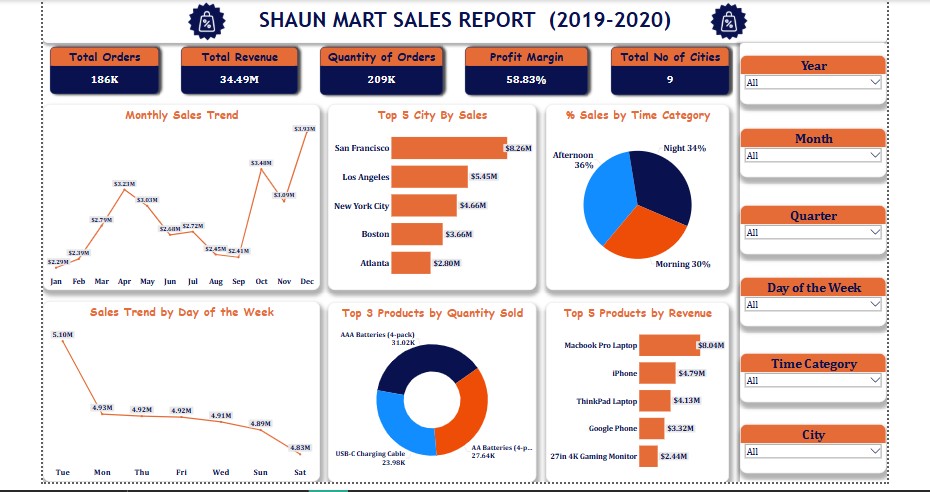 SHAUN MART SALES REPORT (2019-2020)
Total Orders
186K
Total Revenue
34.49M
Quantity of Orders
209K
Profit Margin
58.83%
Total No of Cities
9
Year
All
Month
All
Quarter
All
Day of the Week
All
Time Category
All
City
All
Monthly Sales Trend
$3.93M
$3.48M
$3.23M
$3.09M
$3.03M
$2.79M
$2.68M
$2.72M
$2.45M
$2.41M
$2.39M
$2.29M
Jan Feb Mar Apr May Jun Jul Aug Sep Oct Nov Dec
Top 5 City By Sales
San Francisco $8.26M
Los Angeles $5.45M
New York City $4.66M
Boston $3.66M
Atlanta $2.80M
% Sales by Time Category
Night 34%
Afternoon
36%
Morning 30%
Sales Trend by Day of the Week
5.10M
4.93M
4.92M
4.92M
4.91M
4.89M
4.83M
Tue Mon Thu Fri Wed Sun Sat
Top 3 Products by Quantity Sold
AAA Batteries (4-pack)
31.02K
USB-C Charging Cable
23.98K
AA Batteries (4-p...
27.64K
Top 5 Products by Revenue
Macbook Pro Laptop $8.04M
iPhone $4.79M
ThinkPad Laptop $4.13M
Google Phone $3.32M
27in 4K Gaming Monitor $2.44M